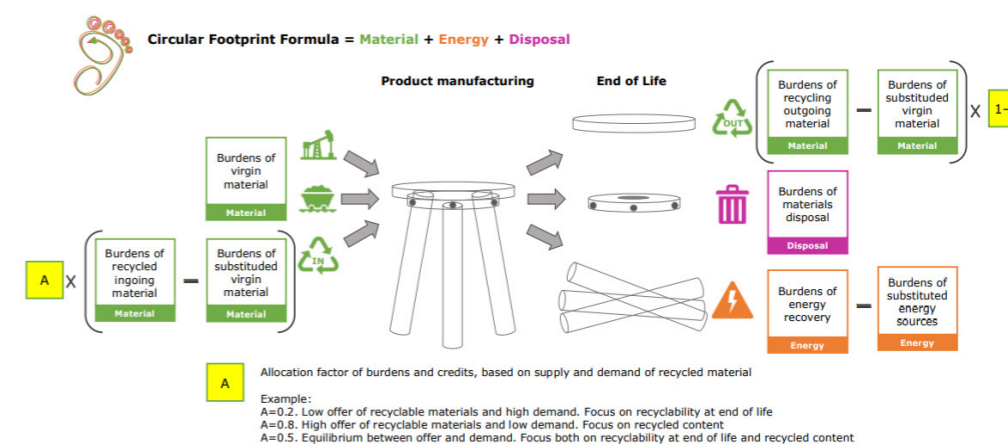 Circular Footprint Formula = Material + Energy + Disposal
Product manufacturing
End of Life
Burdens of
virgin
material
Material
A
X
Burdens of
recycled
ingoing
material
Material
–
Burdens of
substituted
virgin
material
Material
IN
OUT
Burdens of
recycling
outgoing
material
Material
–
Burdens of
substituded
virgin
material
Material
X
1-
Burdens of
materials
disposal
Disposal
Burdens of
energy
recovery
Energy
–
Burdens of
substituted
energy
sources
Energy
A
Allocation factor of burdens and credits, based on supply and demand of recycled material
Example:
A=0.2. Low offer of recyclable materials and high demand. Focus on recyclability at end of life
A=0.8. High offer of recyclable materials and low demand. Focus on recycled content
A=0.5. Equilibrium between offer and demand. Focus both on recyclability at end of life and recycled content